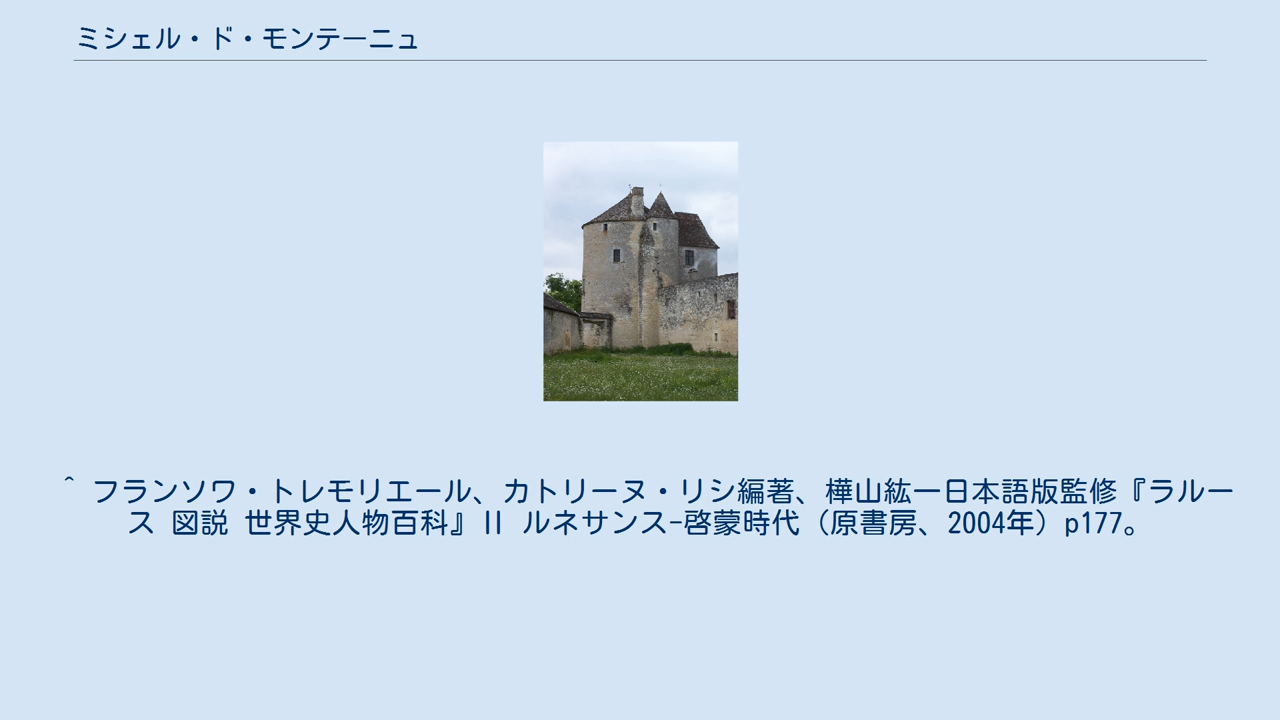 ミシェル・ド・モンテーニュ
^ フランソワ・トレモリエール、カトリーヌ・リシ編著、樺山紘一日本語版監修『ラルー
ス 図説 世界史人物百科』II ルネサンス-啓蒙時代（原書房、2004年）p177。